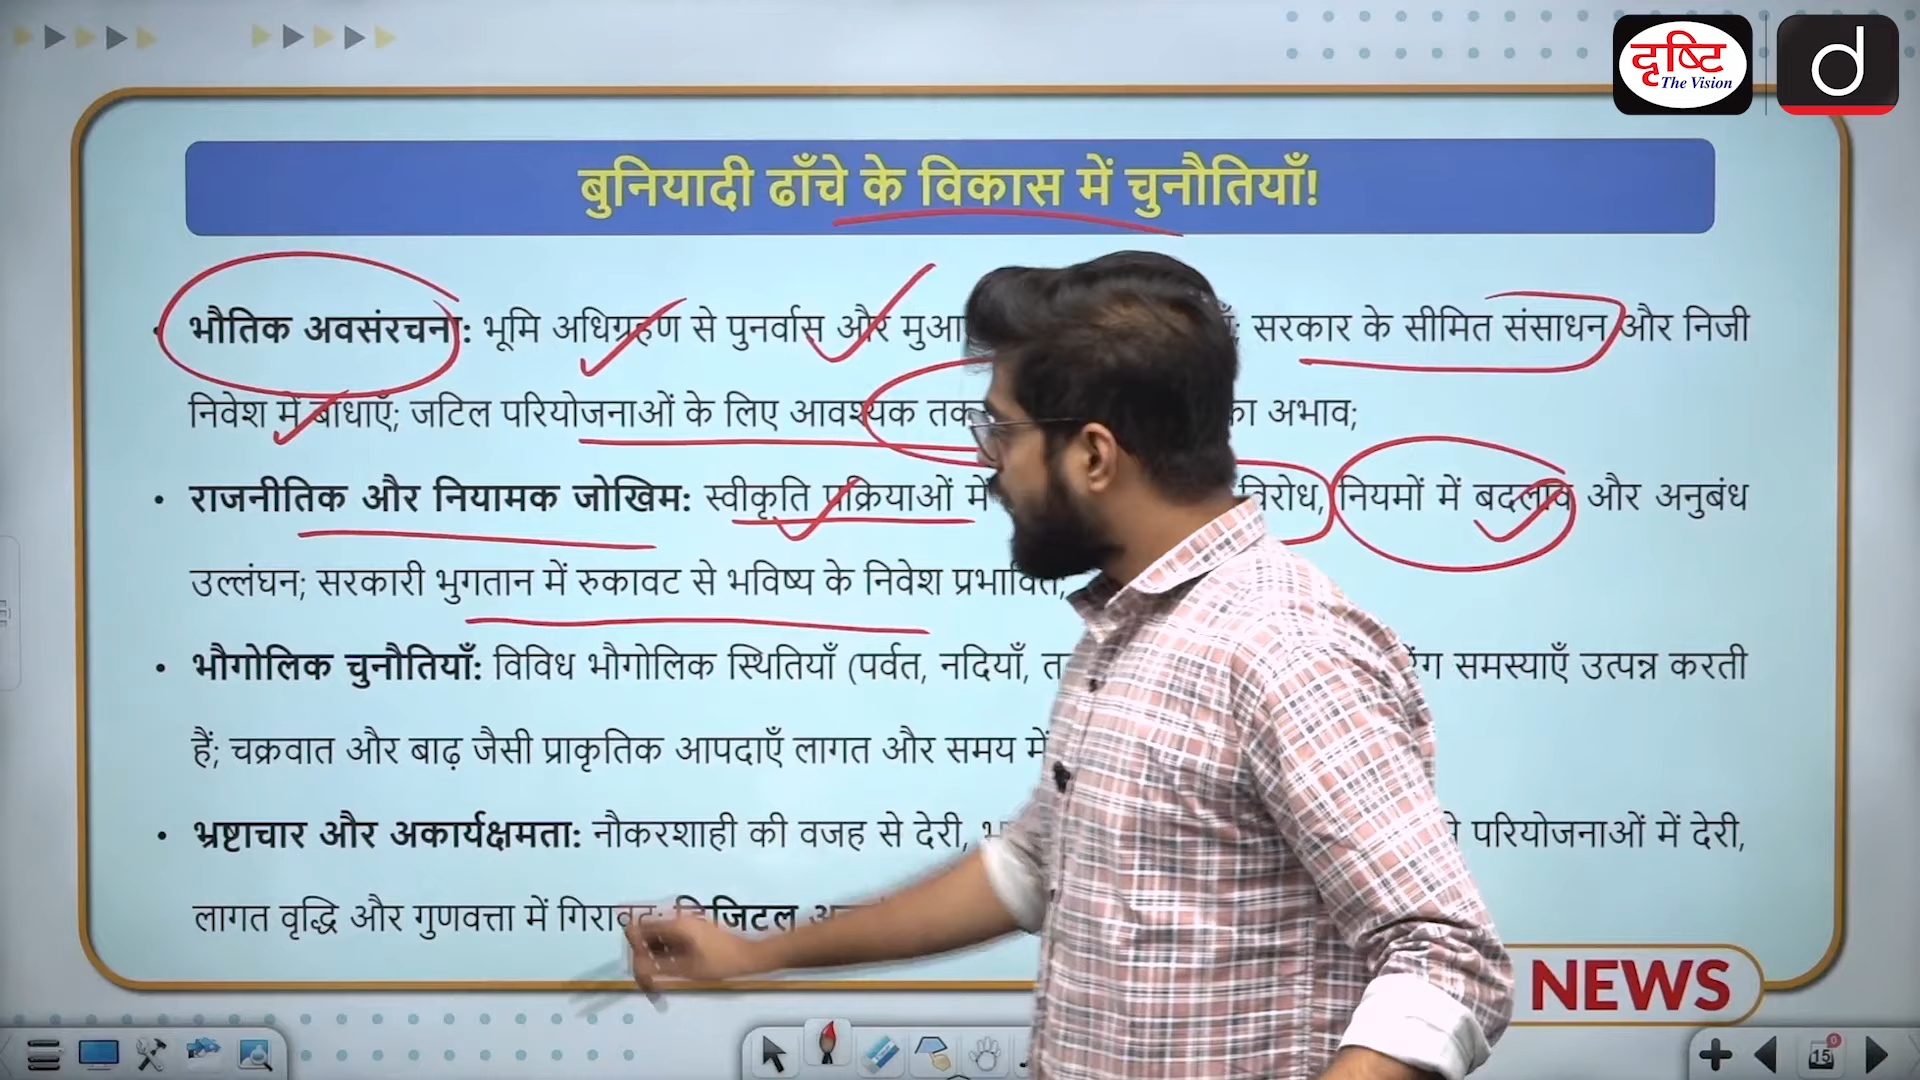 दृष्टि
The Vision
d
बुनियादी ढाँचे के विकास में चुनौतियाँ!
• भौतिक अवसंरचना: भूमि अधिग्रहण से पुनर्वास और सरकार के सीमित संसाधन और निजी
निवेश में बाधाएँ; जटिल परियोजनाओं के लिए आवश्यक का अभाव;
• राजनीतिक और नियामक जोखिम: स्वीकृति प्रक्रियाओं में विरोध, नियमों में बदलाव और अनुबंध
उल्लंघन; सरकारी भुगतान में रुकावट से भविष्य के निवेश प्रभावित;
• भौगोलिक चुनौतियाँ: विविध भौगोलिक स्थितियाँ (पर्वत, नदियाँ, समस्याएँ उत्पन्न करती
हैं; चक्रवात और बाढ़ जैसी प्राकृतिक आपदाएँ लागत और समय में
• भ्रष्टाचार और अकार्यक्षमता: नौकरशाही की वजह से देरी, परियोजनाओं में देरी,
लागत वृद्धि और गुणवत्ता में गिरावट; डिजिटल
NEWS
15
0